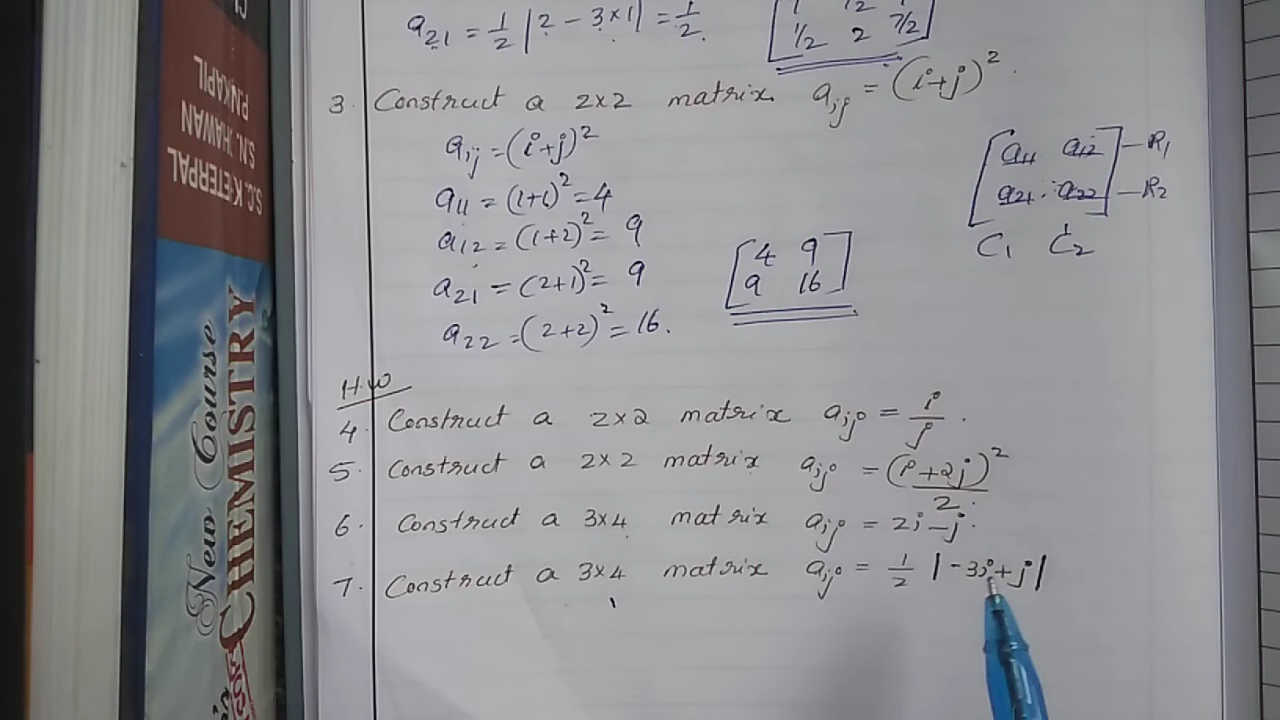 a21 = 1/2 |2 - 3×1| = 1/2.
1/2 2 7/2
3. Construct a 2×2 matrix. aij = (i+j)².
aij = (i+j)²
a11 = (1+1)² = 4
a12 = (1+2)² = 9
a21 = (2+1)² = 9
a22 = (2+2)² = 16.
[4 9
9 16]
[a11 a12] — R1
[a21 a22] — R2
C1 C2
H.W
4. Construct a 2×2 matrix aij = i/j.
5. Construct a 2×2 matrix aij = (i+2j)²/2
6. Construct a 3×4 matrix aij = 2i-j.
7. Construct a 3×4 matrix aij = 1/2 |-3i+j|
S.C. KHETERPAL
S.N. DHAWAN
P.N. KAPIL
New Course
CHEMISTRY